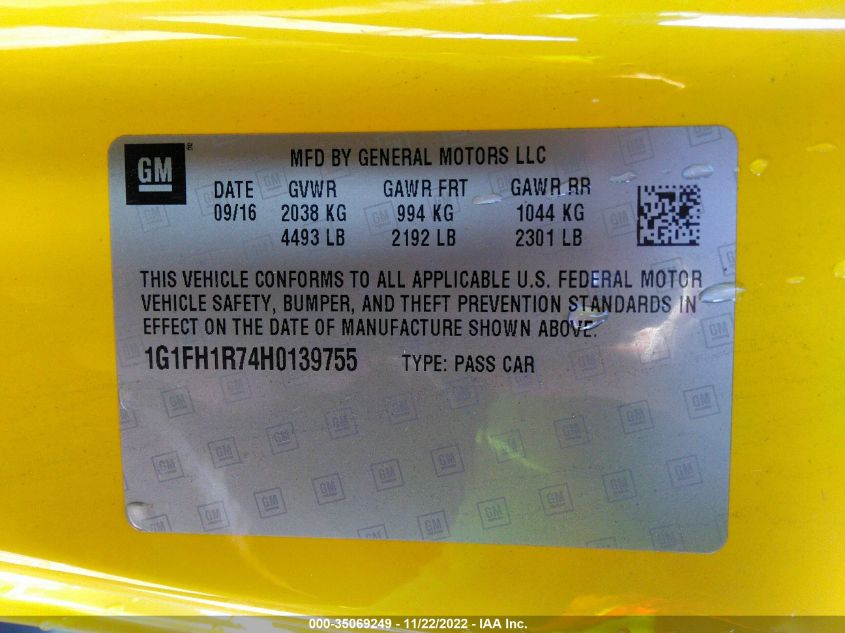 GM
MFD BY GENERAL MOTORS LLC
DATE GVWR GAWR FRT GAWR RR
09/16 2038 KG 994 KG 1044 KG
4493 LB 2192 LB 2301 LB
THIS VEHICLE CONFORMS TO ALL APPLICABLE U.S. FEDERAL MOTOR
VEHICLE SAFETY, BUMPER, AND THEFT PREVENTION STANDARDS IN
EFFECT ON THE DATE OF MANUFACTURE SHOWN ABOVE.
1G1FH1R74H0139755 TYPE: PASS CAR
000-35069249 - 11/22/2022 - IAA Inc.